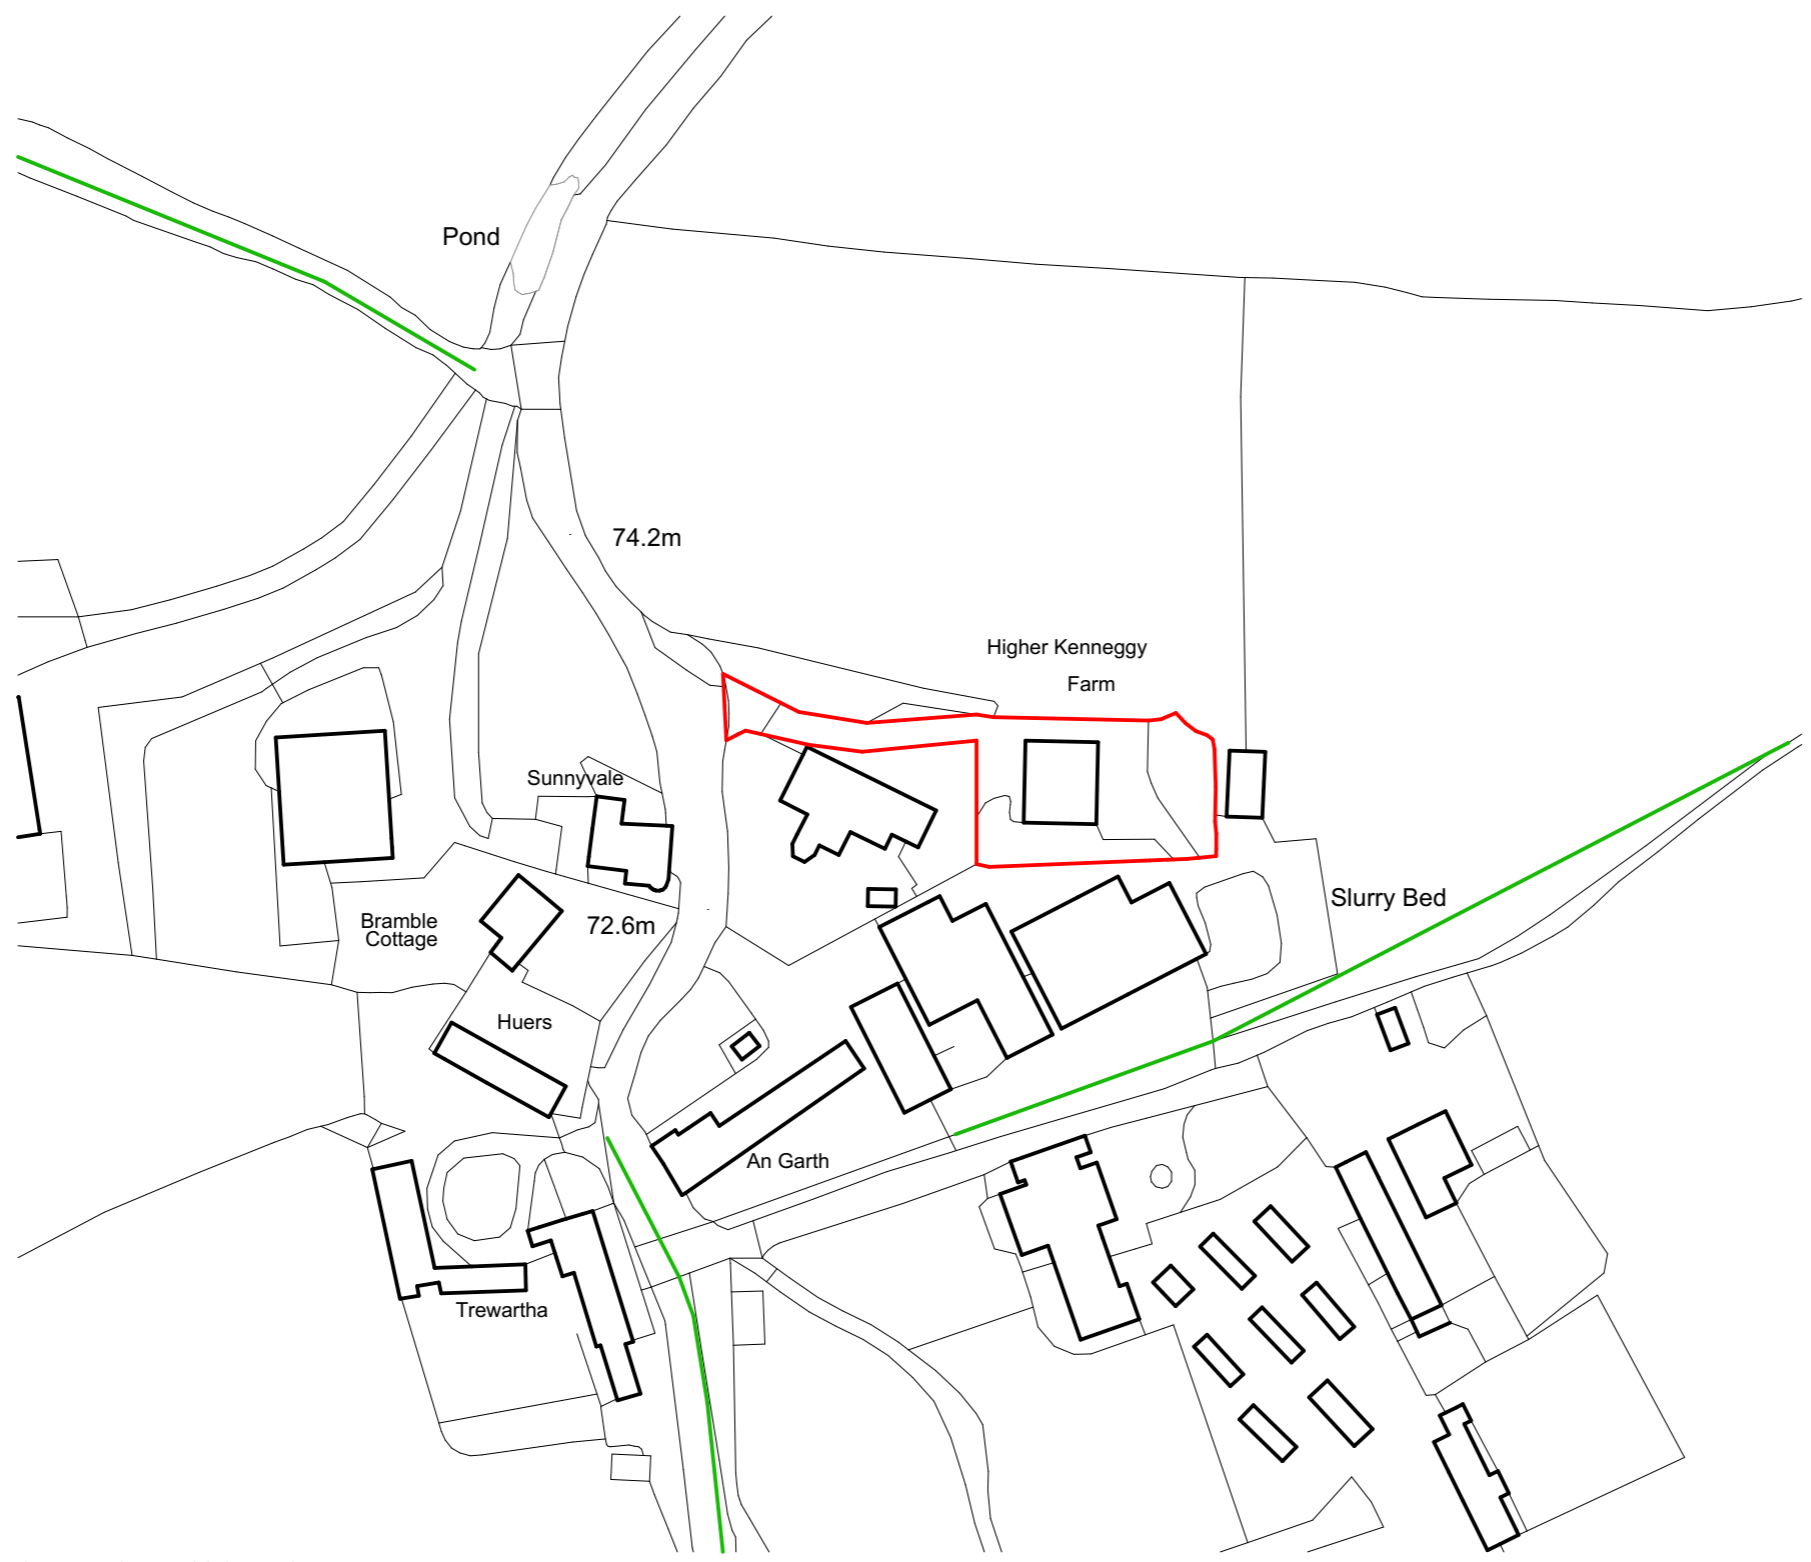 Pond
74.2m
Higher Kenneggy
Farm
Sunnyvale
Slurry Bed
Bramble
Cottage
72.6m
Huers
An Garth
Trewartha